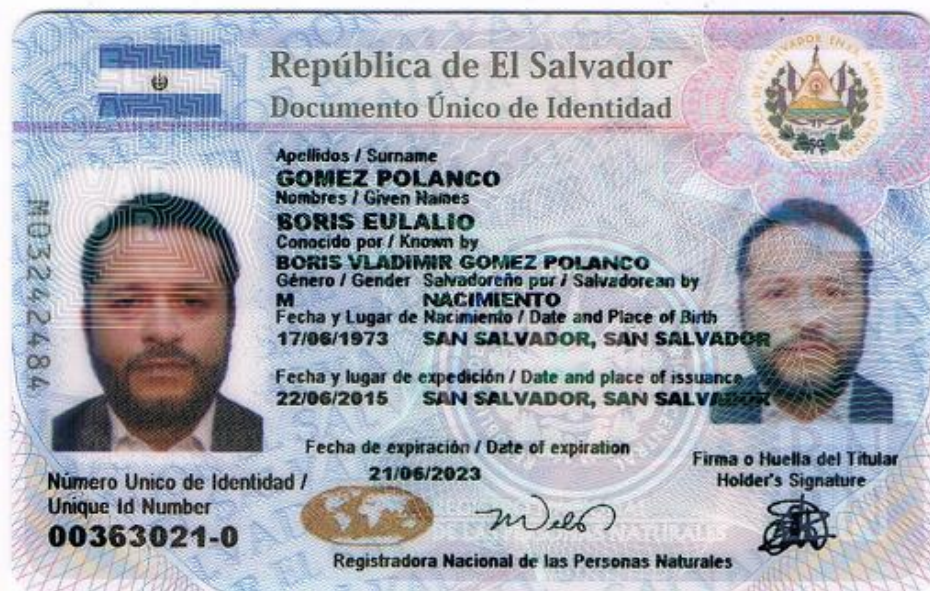 República de El Salvador
Documento Único de Identidad
Apellidos / Surname
GOMEZ POLANCO
Nombres / Given Names
BORIS EULALIO
Conocido por / Known by
BORIS VLADIMIR GOMEZ POLANCO
Género / Gender Salvadoreño por / Salvadorean by
M NACIMIENTO
Fecha y Lugar de Nacimiento / Date and Place of Birth
17/06/1973 SAN SALVADOR, SAN SALVADOR
Fecha y lugar de expedición / Date and place of issuance
22/06/2015 SAN SALVADOR, SAN SALVADOR
Fecha de expiración / Date of expiration
21/06/2023
Firma o Huella del Titular
Holder's Signature
Número Unico de Identidad /
Unique Id Number
00363021-0
Registradora Nacional de las Personas Naturales
M03242484